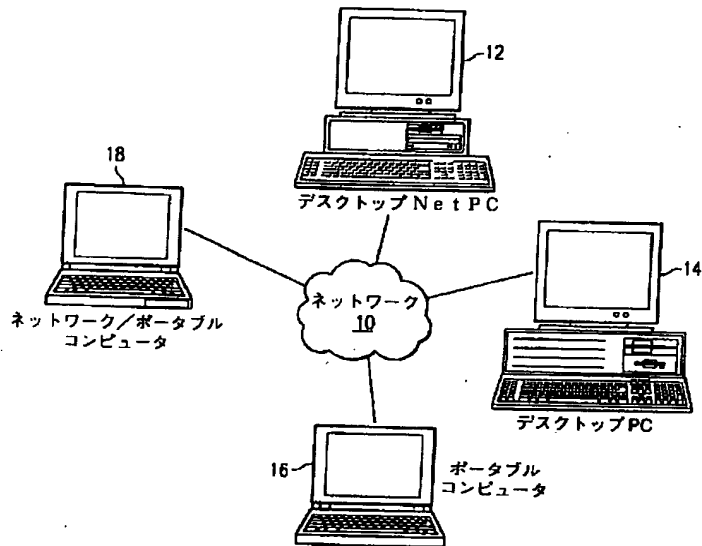 12
デスクトップNetPC
18
ネットワーク/ポータブル
コンピュータ
ネットワーク
10
14
デスクトップPC
16
ポータブル
コンピュータ